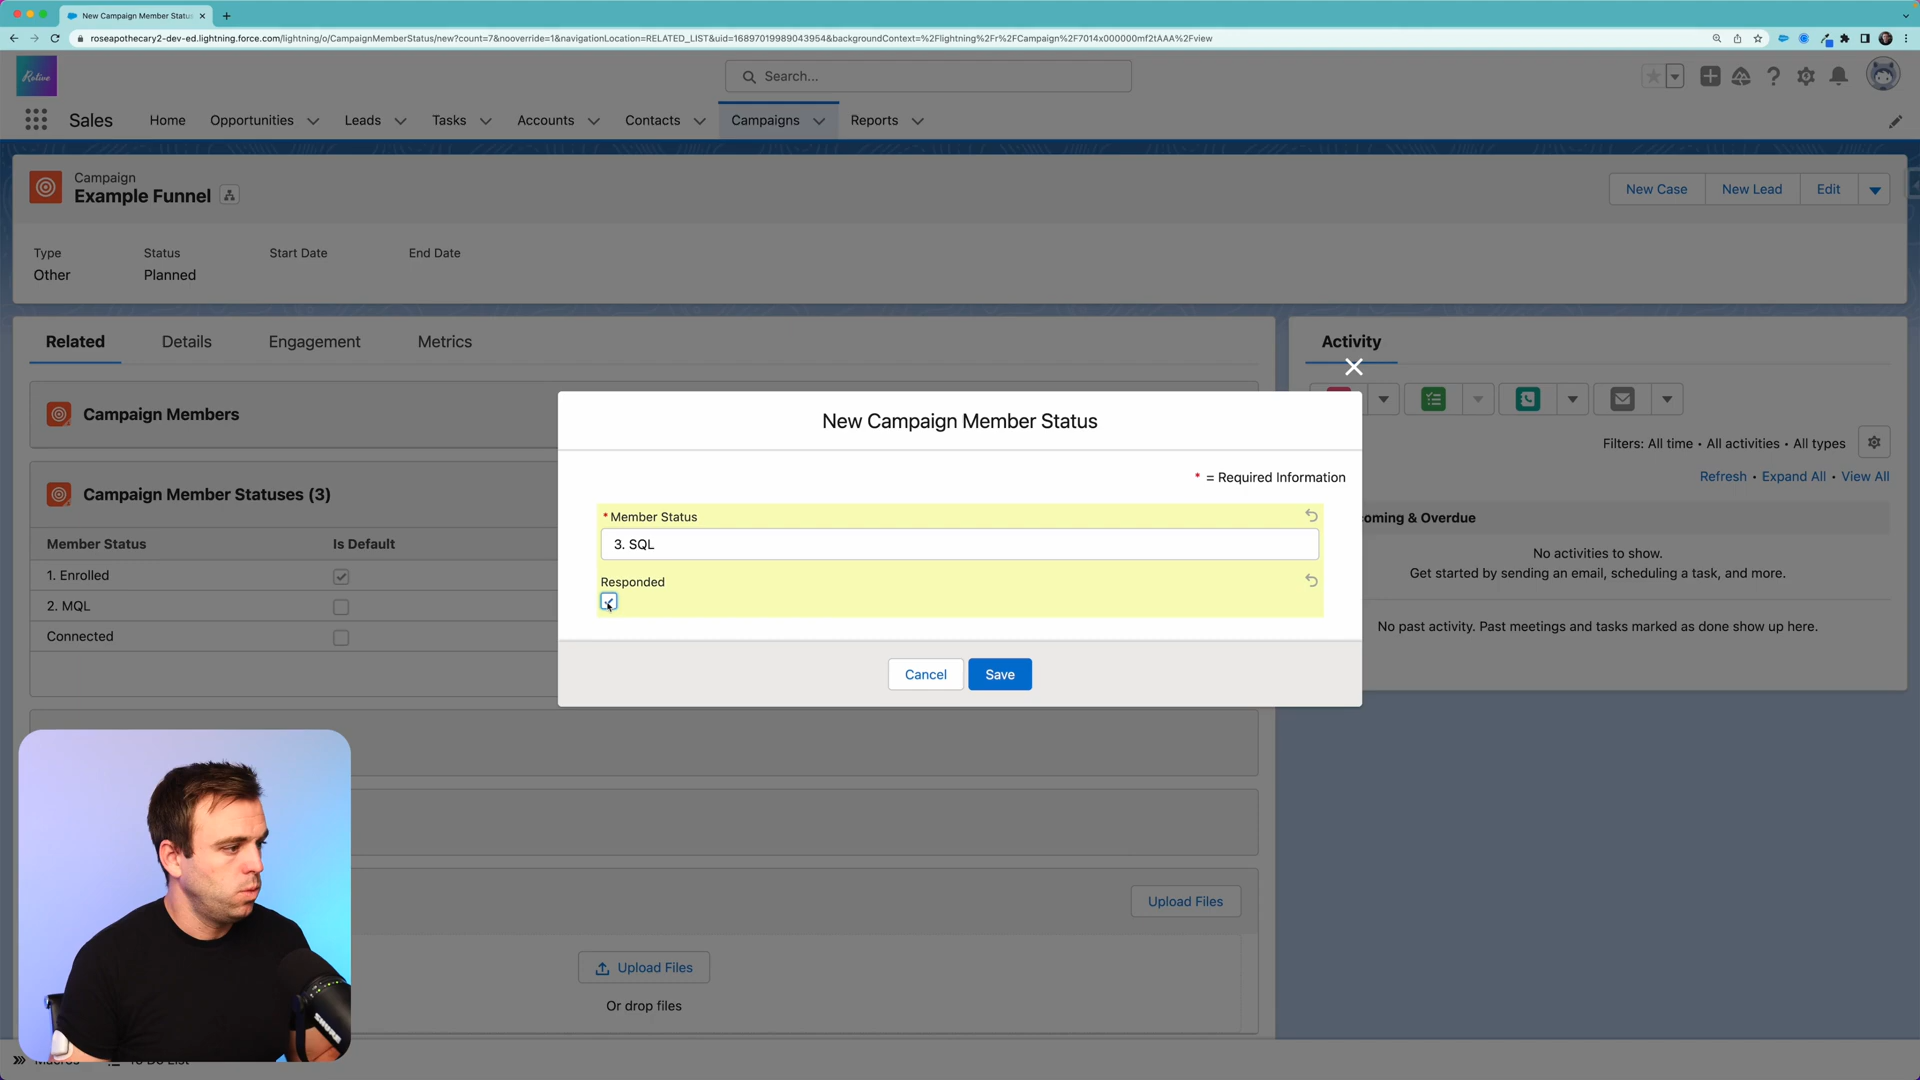 New Campaign Member Status
roseapothecary2-dev-ed.lightning.force.com/lightning/o/CampaignMemberStatus/new?count=7&nooverride=1&navigationLocation=RELATED_LIST&uid=16897019989043954&backgroundContext=%2Flightning%2Fr%2FCampaign%2F7014x000000mf2tAAA%2Fview
Rotive
Search...
Sales
Home
Opportunities
Leads
Tasks
Accounts
Contacts
Campaigns
Reports
Campaign
Example Funnel
New Case
New Lead
Edit
Type
Status
Start Date
End Date
Other
Planned
Related
Details
Engagement
Metrics
Activity
Campaign Members
New Campaign Member Status
Filters: All time • All activities • All types
* = Required Information
Refresh • Expand All • View All
Campaign Member Statuses (3)
*Member Status
3. SQL
Member Status
Is Default
1. Enrolled
2. MQL
Connected
Responded
Cancel
Save
oming & Overdue
No activities to show.
Get started by sending an email, scheduling a task, and more.
No past activity. Past meetings and tasks marked as done show up here.
Upload Files
Upload Files
Or drop files
SHURE